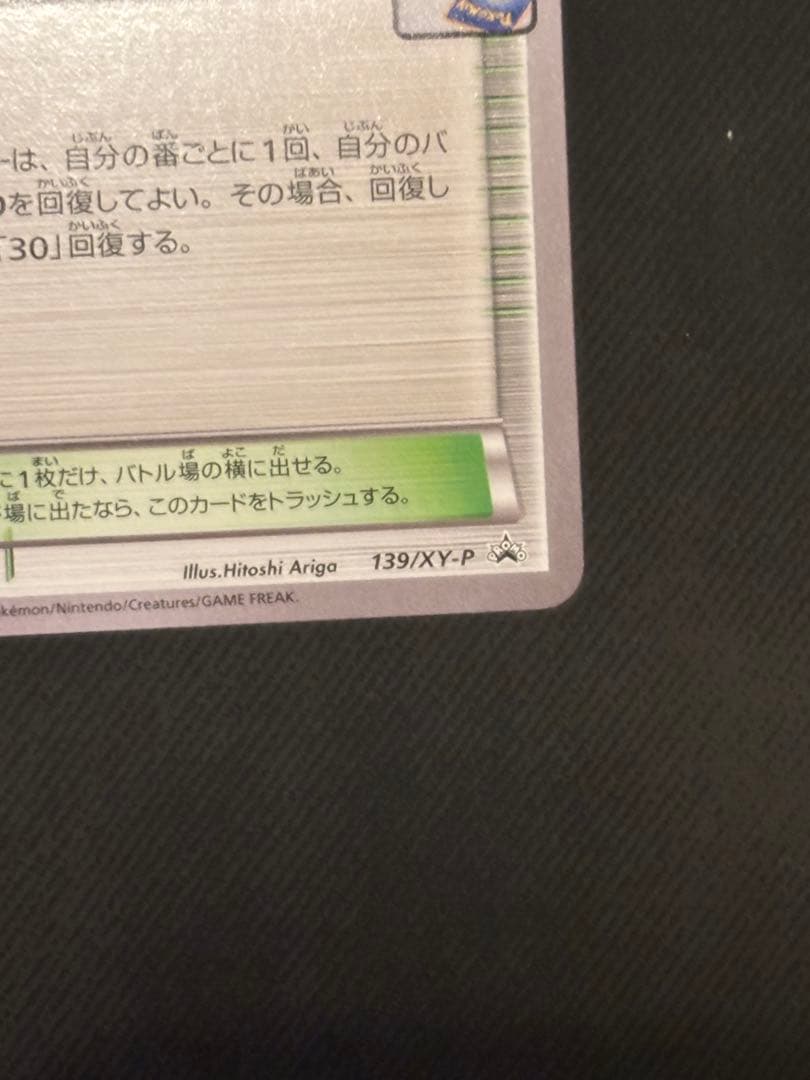 POKÉMON
ーは、自分の番ごとに1回、自分のバ
0を回復してよい。その場合、回復し
「30」回復する。
に1枚だけ、バトル場の横に出せる。
場に出たなら、このカードをトラッシュする。
Illus.Hitoshi Ariga 139/XY-P PROMO
kémon/Nintendo/Creatures/GAME FREAK.